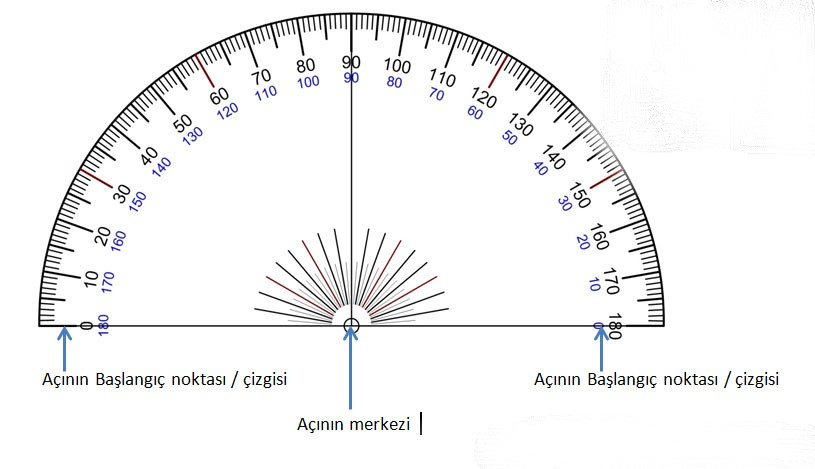 0 10 20 30 40 50 60 70 80 90 100 110 120 130 140 150 160 170 180
180 170 160 150 140 130 120 110 100 90 80 70 60 50 40 30 20 10 0
Açının Başlangıç noktası / çizgisi
Açının Başlangıç noktası / çizgisi
Açının merkezi